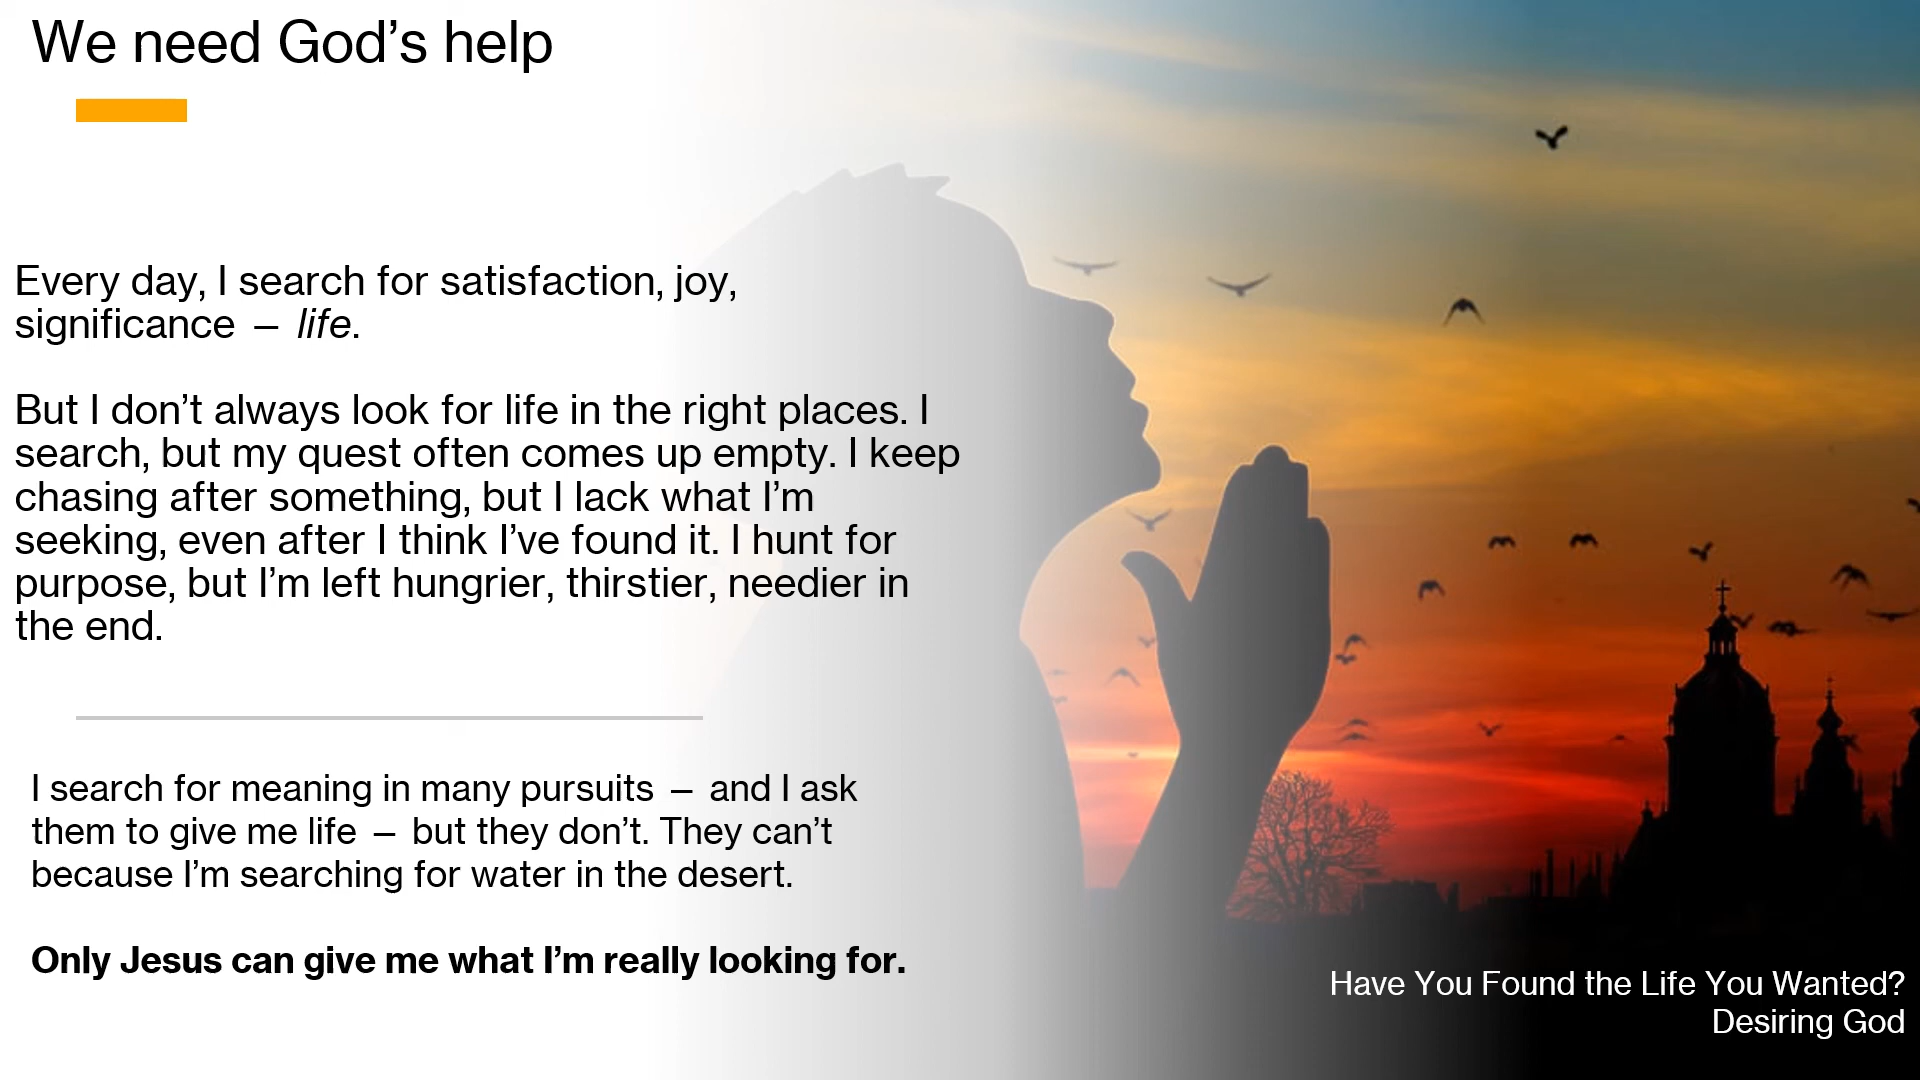 We need God’s help
Every day, I search for satisfaction, joy,
significance – life.
But I don’t always look for life in the right places. I
search, but my quest often comes up empty. I keep
chasing after something, but I lack what I’m
seeking, even after I think I’ve found it. I hunt for
purpose, but I’m left hungrier, thirstier, needier in
the end.
I search for meaning in many pursuits – and I ask
them to give me life – but they don’t. They can’t
because I’m searching for water in the desert.
Only Jesus can give me what I’m really looking for.
Have You Found the Life You Wanted?
Desiring God